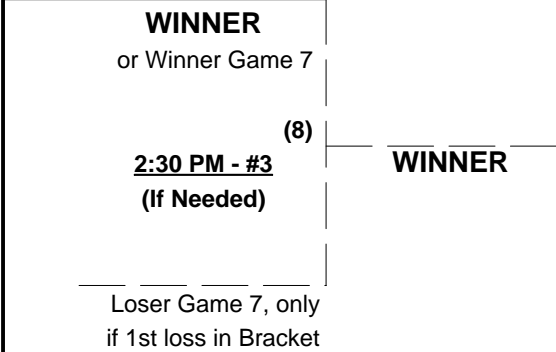 WINNER
or Winner Game 7
(8)
2:30 PM - #3
WINNER
(If Needed)
Loser Game 7, only
if 1st loss in Bracket